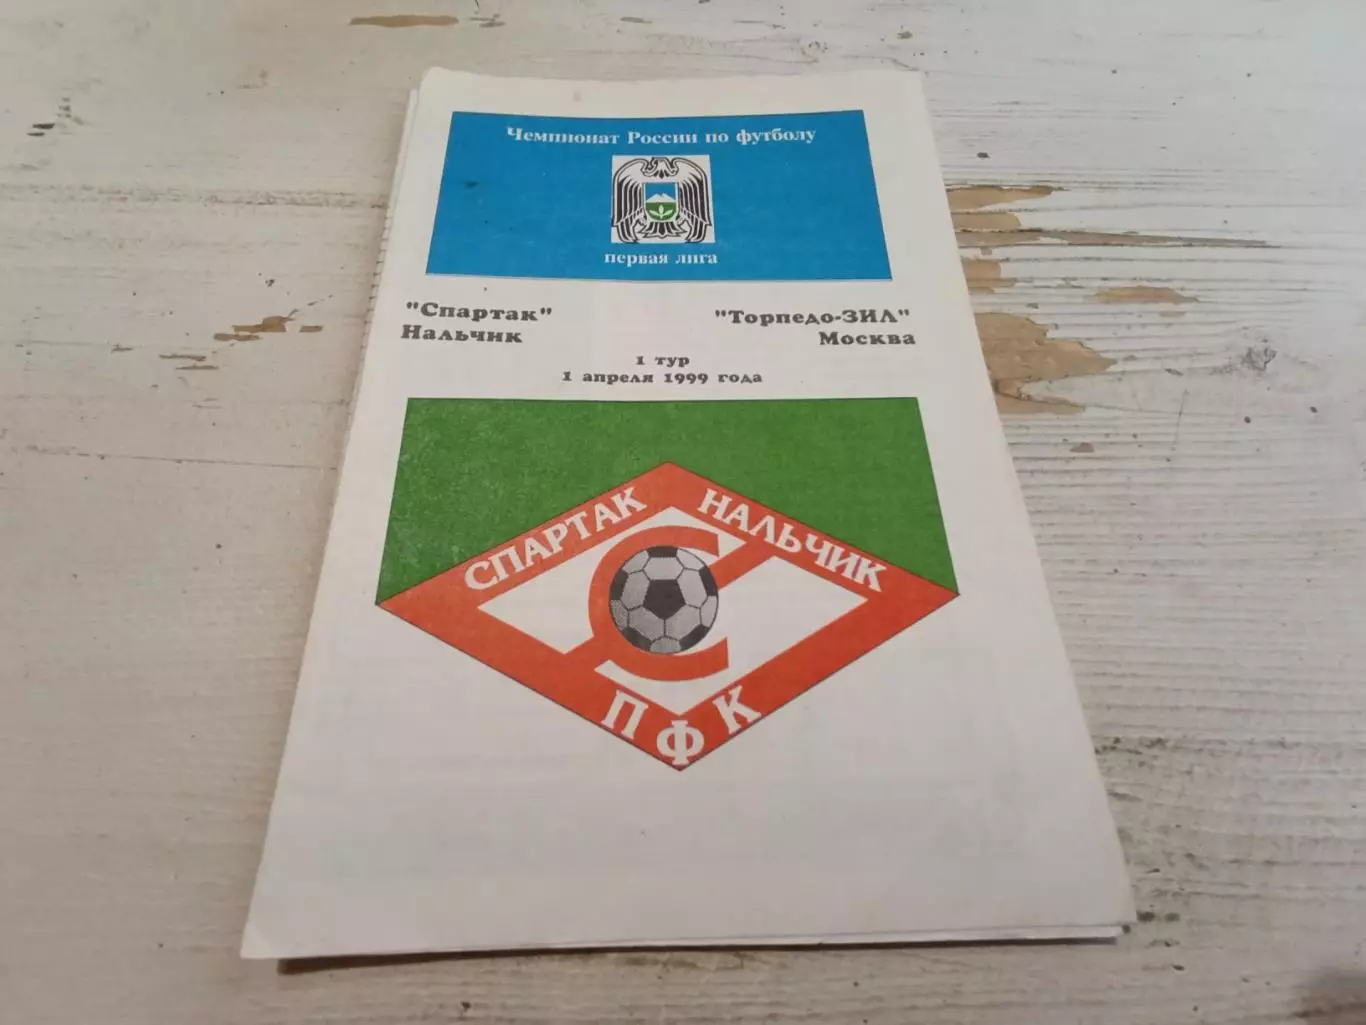 Чемпионат России по футболу
первая лига
"Спартак"
Нальчик
"Торпедо-ЗИЛ"
Москва
1 тур
1 апреля 1999 года
СПАРТАК НАЛЬЧИК
ПФК